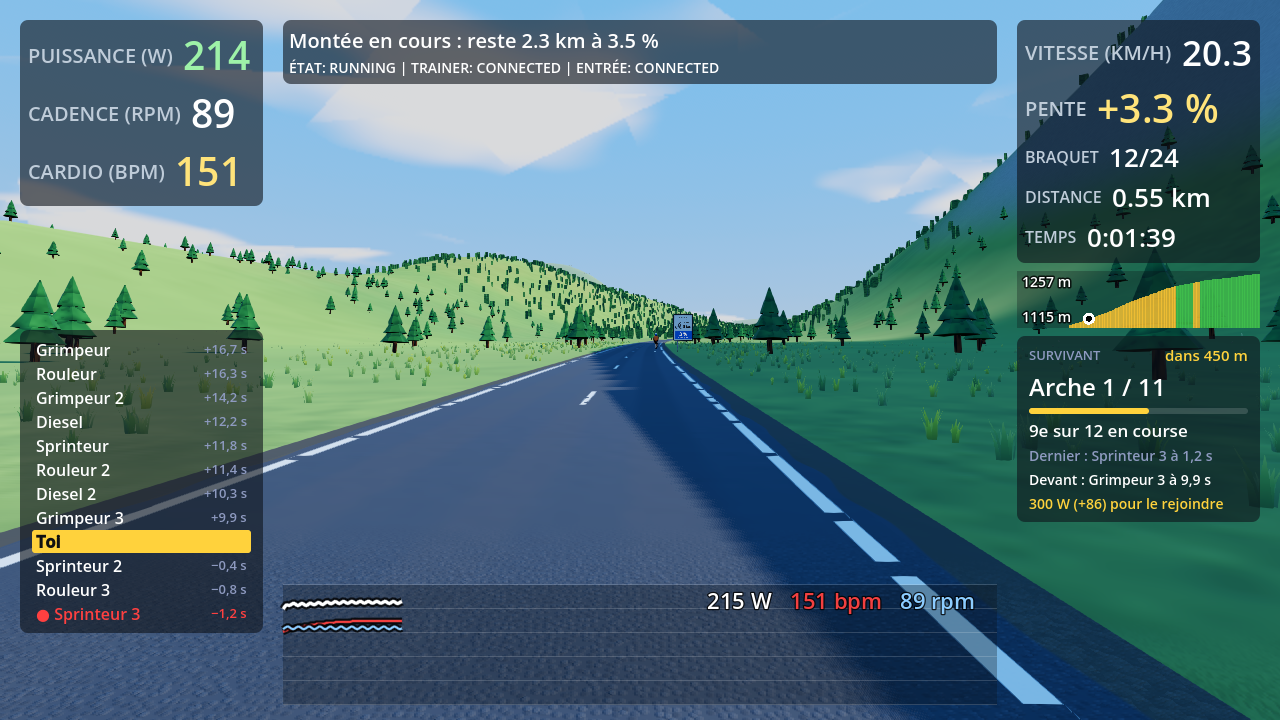 PUISSANCE (W) 214
CADENCE (RPM) 89
CARDIO (BPM) 151
Montée en cours : reste 2.3 km à 3.5 %
ÉTAT: RUNNING | TRAINER: CONNECTED | ENTRÉE: CONNECTED
VITESSE (KM/H) 20.3
PENTE +3.3 %
BRAQUET 12/24
DISTANCE 0.55 km
TEMPS 0:01:39
1257 m
1115 m
SURVIVANT dans 450 m
Arche 1 / 11
9e sur 12 en course
Dernier : Sprinteur 3 à 1,2 s
Devant : Grimpeur 3 à 9,9 s
300 W (+86) pour le rejoindre
Grimpeur +16,7 s
Rouleur +16,3 s
Grimpeur 2 +14,2 s
Diesel +12,2 s
Sprinteur +11,8 s
Rouleur 2 +11,4 s
Diesel 2 +10,3 s
Grimpeur 3 +9,9 s
Toi
Sprinteur 2 −0,4 s
Rouleur 3 −0,8 s
Sprinteur 3 −1,2 s
215 W 151 bpm 89 rpm